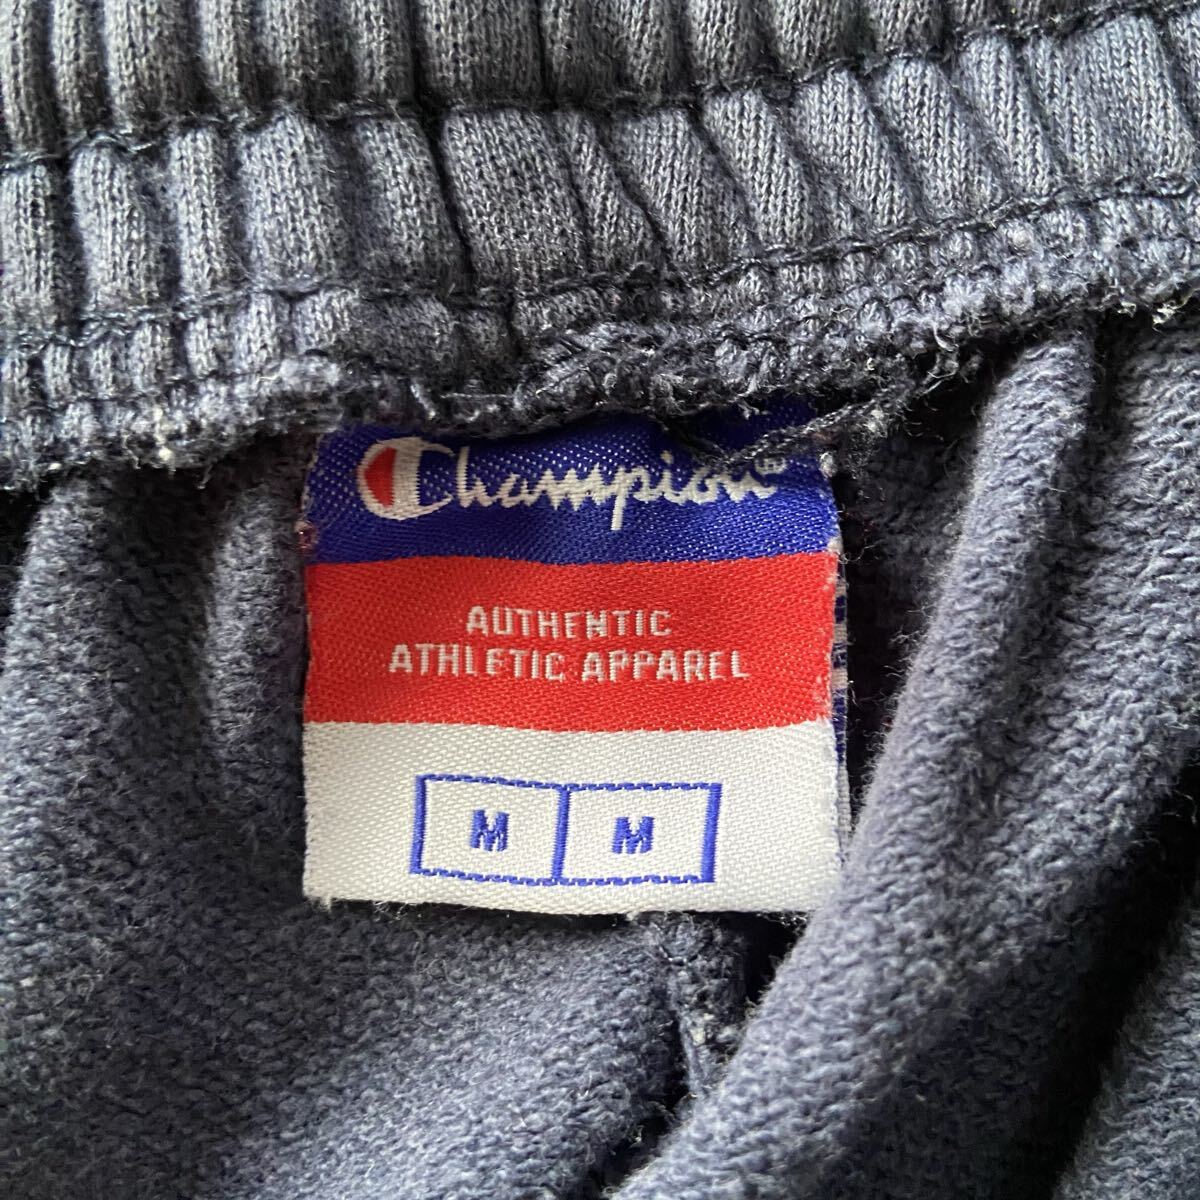 Champion®
AUTHENTIC
ATHLETIC APPAREL
M M